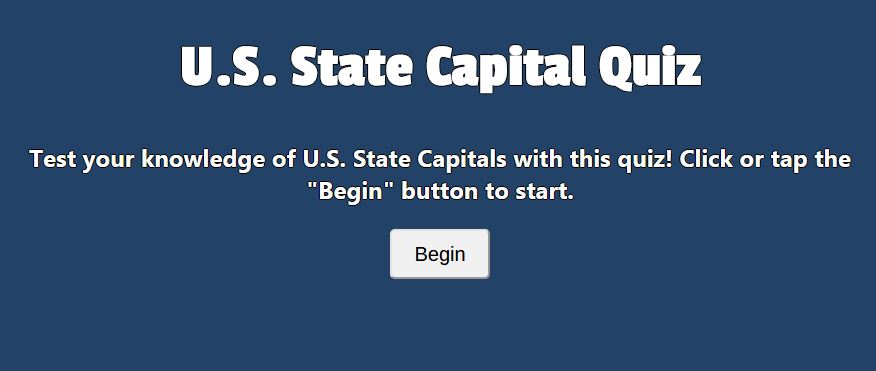 U.S. State Capital Quiz
Test your knowledge of U.S. State Capitals with this quiz! Click or tap the
"Begin" button to start.
Begin